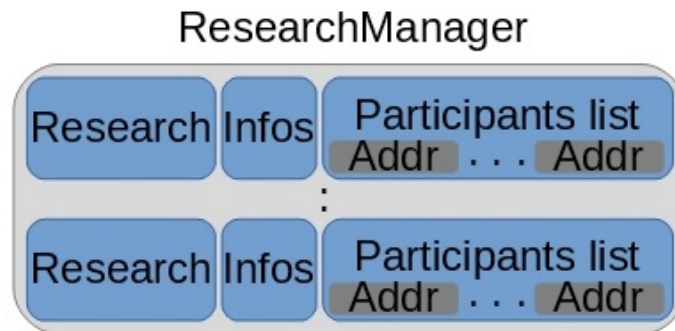 ResearchManager
Research Infos Participants list
Addr . . . Addr
:
Research Infos Participants list
Addr . . . Addr